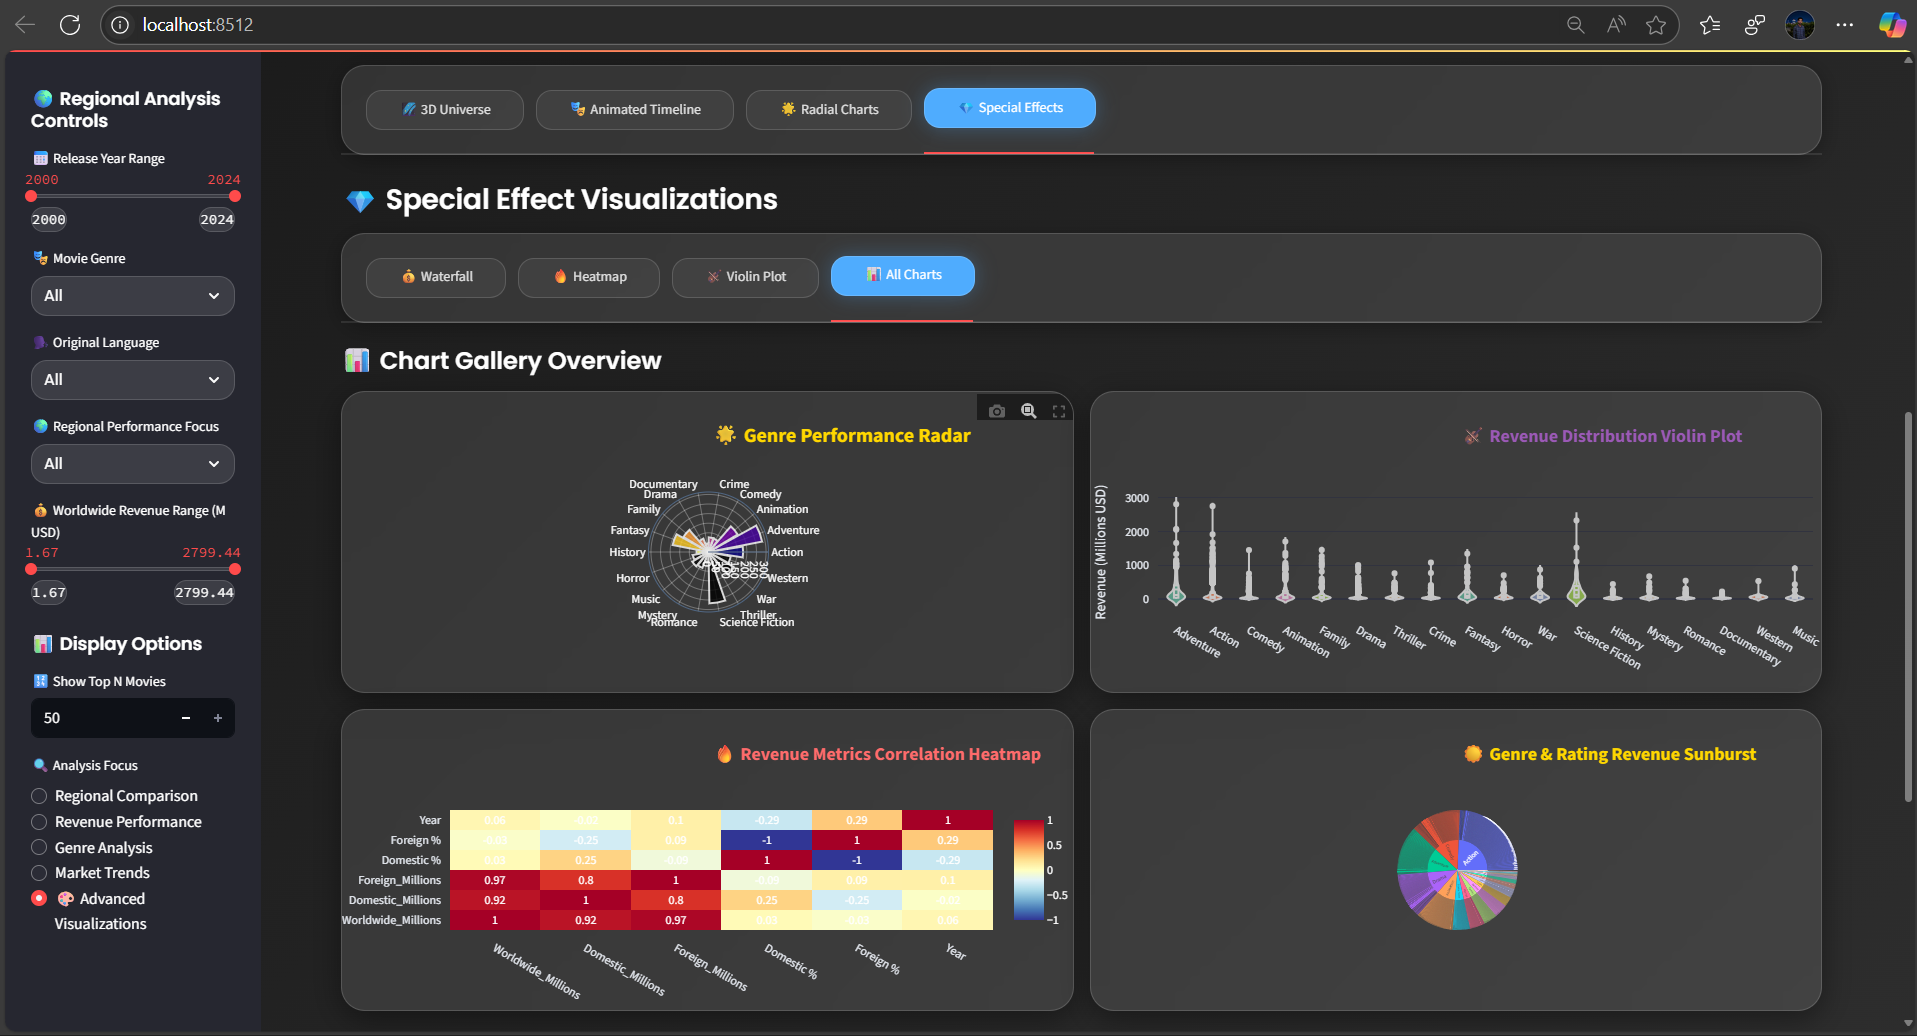 localhost:8512
Regional Analysis
Controls
Release Year Range
2000 2024
2000 2024
Movie Genre
All
Original Language
All
Regional Performance Focus
All
Worldwide Revenue Range (M
USD)
1.67 2799.44
1.67 2799.44
Display Options
Show Top N Movies
50 − +
Analysis Focus
Regional Comparison
Revenue Performance
Genre Analysis
Market Trends
Advanced
Visualizations
3D Universe Animated Timeline Radial Charts Special Effects
Special Effect Visualizations
Waterfall Heatmap Violin Plot All Charts
Chart Gallery Overview
Genre Performance Radar
Documentary Crime
Drama Comedy
Family Animation
Fantasy Adventure
History Action
Horror Western
Music War
Mystery Thriller
Romance Science Fiction
Revenue Distribution Violin Plot
Revenue (Millions USD)
3000
2000
1000
0
Adventure
Action
Comedy
Animation
Family
Drama
Thriller
Crime
Fantasy
Horror
War
Science Fiction
History
Mystery
Romance
Documentary
Western
Music
Revenue Metrics Correlation Heatmap
Year 0.06 0.1 -0.29 0.29 1
Foreign % -0.25 0.09 -1 1 0.29
Domestic % 0.03 0.25 -0.09 1 -1 -0.29
Foreign_Millions 0.97 0.8 1 -0.09 0.09 0.1
Domestic_Millions 0.92 1 0.8 0.25 -0.25
Worldwide_Millions 1 0.92 0.97 0.03 0.06
Worldwide_Millions
Domestic_Millions
Foreign_Millions
Domestic %
Foreign %
Year
1
0.5
0
−0.5
−1
Genre & Rating Revenue Sunburst
Action